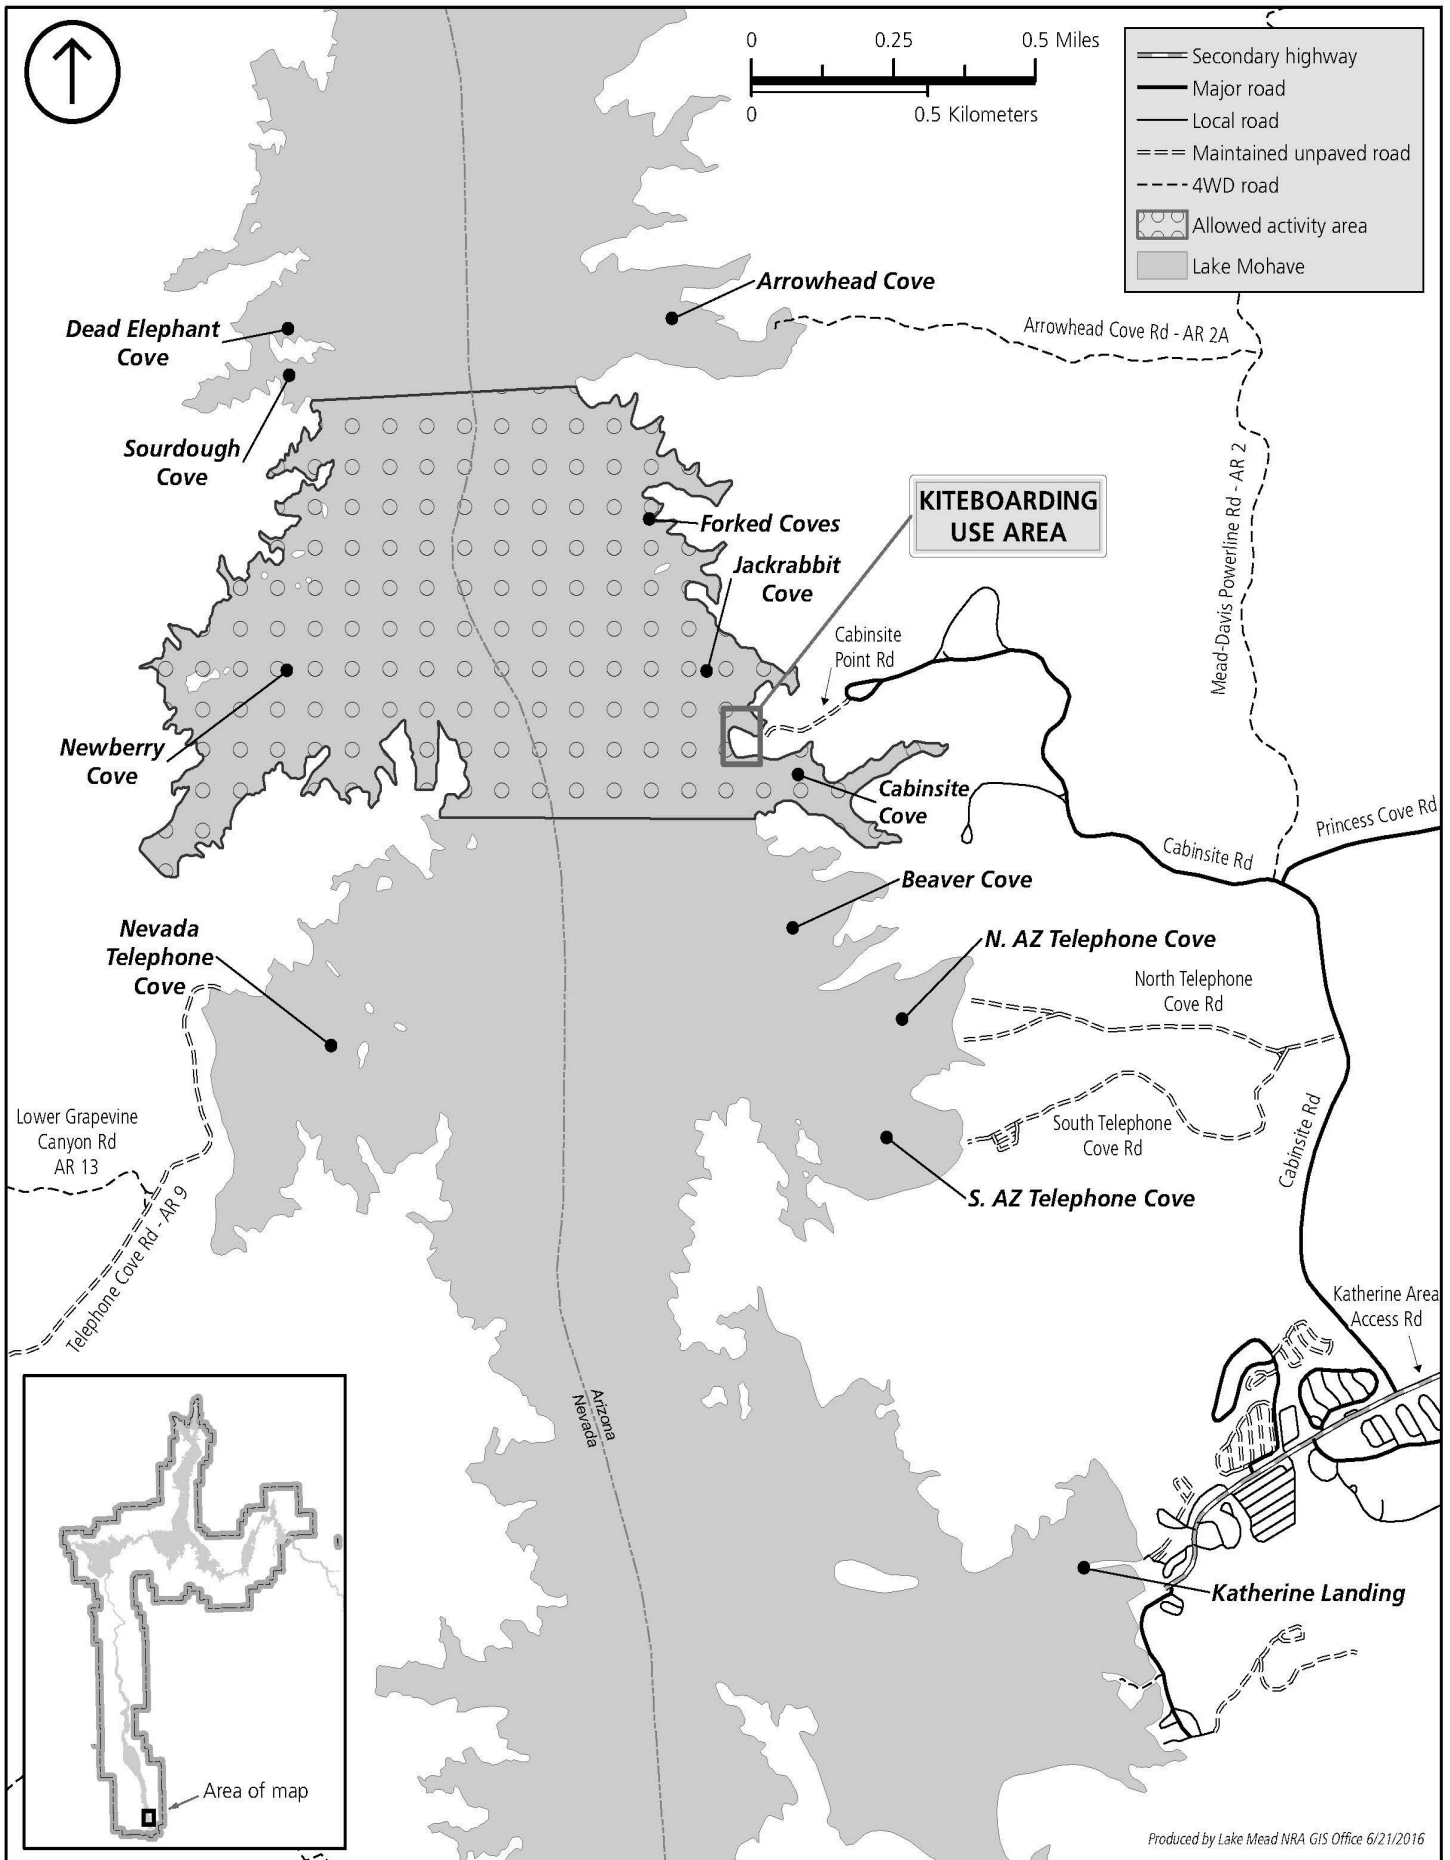 0 0.25 0.5 Miles
0 0.5 Kilometers
Secondary highway
Major road
Local road
Maintained unpaved road
4WD road
Allowed activity area
Lake Mohave
Arrowhead Cove
Dead Elephant
Cove
Arrowhead Cove Rd - AR 2A
Sourdough
Cove
Mead-Davis Powerline Rd - AR 2
KITEBOARDING
USE AREA
Forked Coves
Jackrabbit
Cove
Cabinsite
Point Rd
Newberry
Cove
Cabinsite
Cove
Princess Cove Rd
Cabinsite Rd
Beaver Cove
Nevada
Telephone
Cove
N. AZ Telephone Cove
North Telephone
Cove Rd
Lower Grapevine
Canyon Rd
AR 13
South Telephone
Cove Rd
Cabinsite Rd
S. AZ Telephone Cove
Telephone Cove Rd - AR 9
Katherine Area
Access Rd
Arizona
Nevada
Katherine Landing
Area of map
Produced by Lake Mead NRA GIS Office 6/21/2016